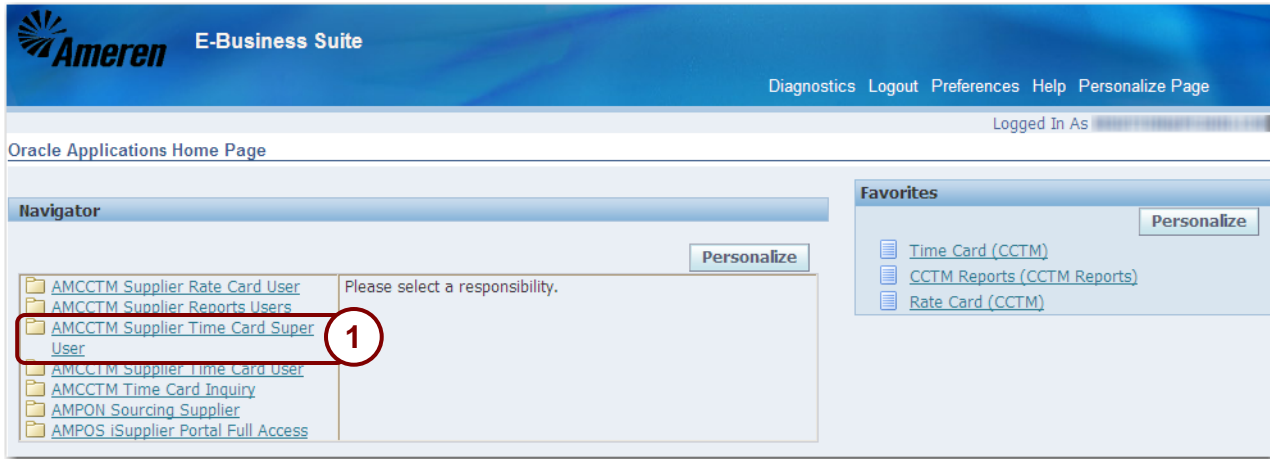 Ameren
E-Business Suite
Diagnostics Logout Preferences Help Personalize Page
Logged In As
Oracle Applications Home Page
Navigator
Personalize
AMCCTM Supplier Rate Card User
AMCCTM Supplier Reports Users
AMCCTM Supplier Time Card Super
User
AMCCTM Supplier Time Card User
AMCCTM Time Card Inquiry
AMPON Sourcing Supplier
AMPOS iSupplier Portal Full Access
Please select a responsibility.
1
Favorites
Personalize
Time Card (CCTM)
CCTM Reports (CCTM Reports)
Rate Card (CCTM)